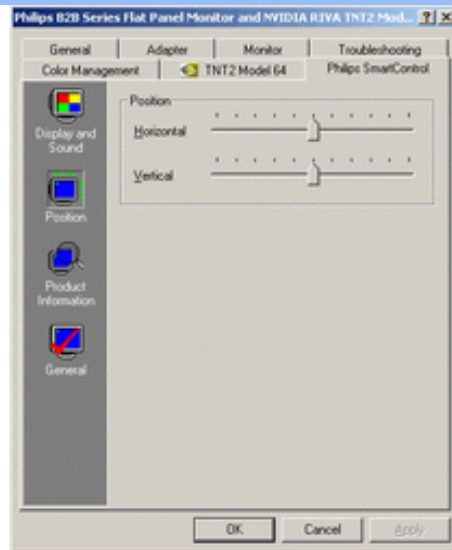 Philips B2B Series Flat Panel Monitor and NVIDIA RIVA TNT2 Mod...
General Adapter Monitor Troubleshooting
Color Management TNT2 Model 64 Philips SmartControl
Display and
Sound
Position
Product
Information
General
Position
Horizontal
Vertical
OK Cancel Apply